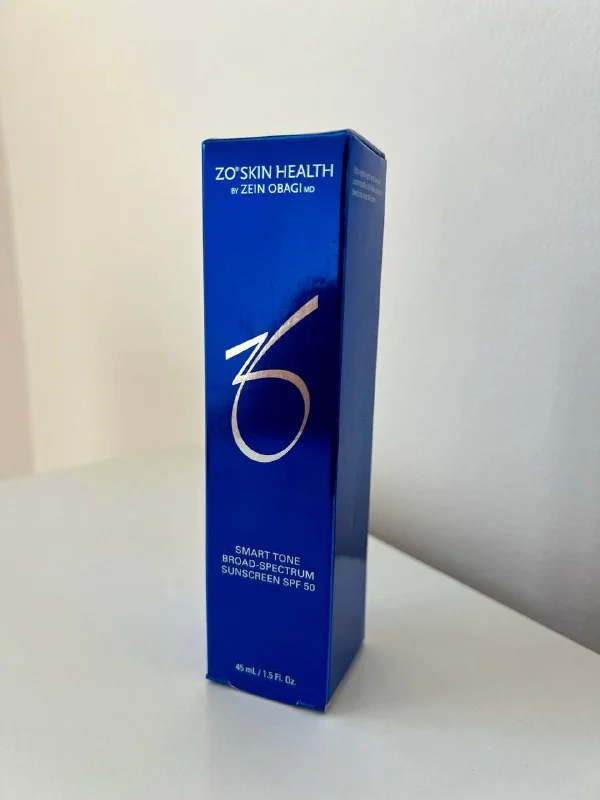 ZO® SKIN HEALTH
BY ZEIN OBAGI MD
ZO
SMART TONE
BROAD-SPECTRUM
SUNSCREEN SPF 50
45 mL / 1.5 Fl. Oz.